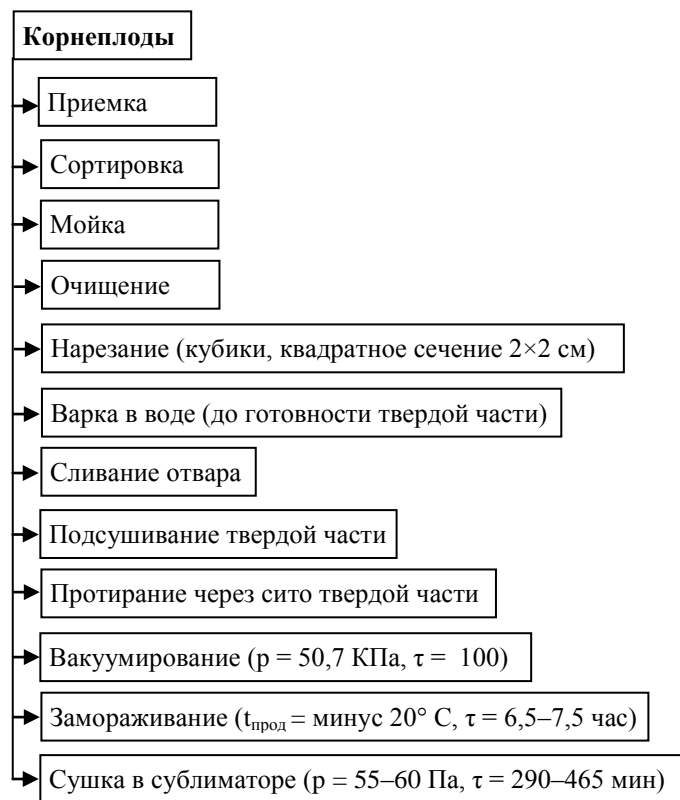 Корнеплоды
Приемка
Сортировка
Мойка
Очищение
Нарезание (кубики, квадратное сечение 2×2 см)
Варка в воде (до готовности твердой части)
Сливание отвара
Подсушивание твердой части
Протирание через сито твердой части
Вакуумирование (p = 50,7 КПа, τ = 100)
Замораживание (tпрод = минус 20° С, τ = 6,5–7,5 час)
Сушка в сублиматоре (p = 55–60 Па, τ = 290–465 мин)